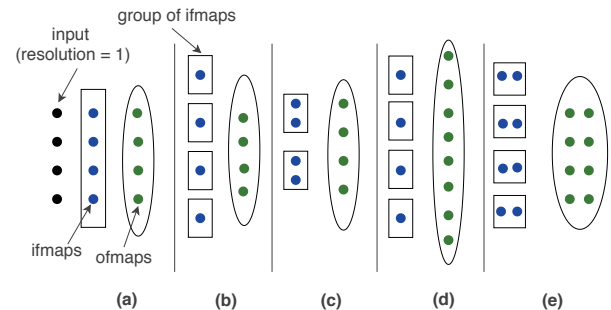 group of ifmaps
input
(resolution = 1)
ifmaps
ofmaps
(a)
(b)
(c)
(d)
(e)